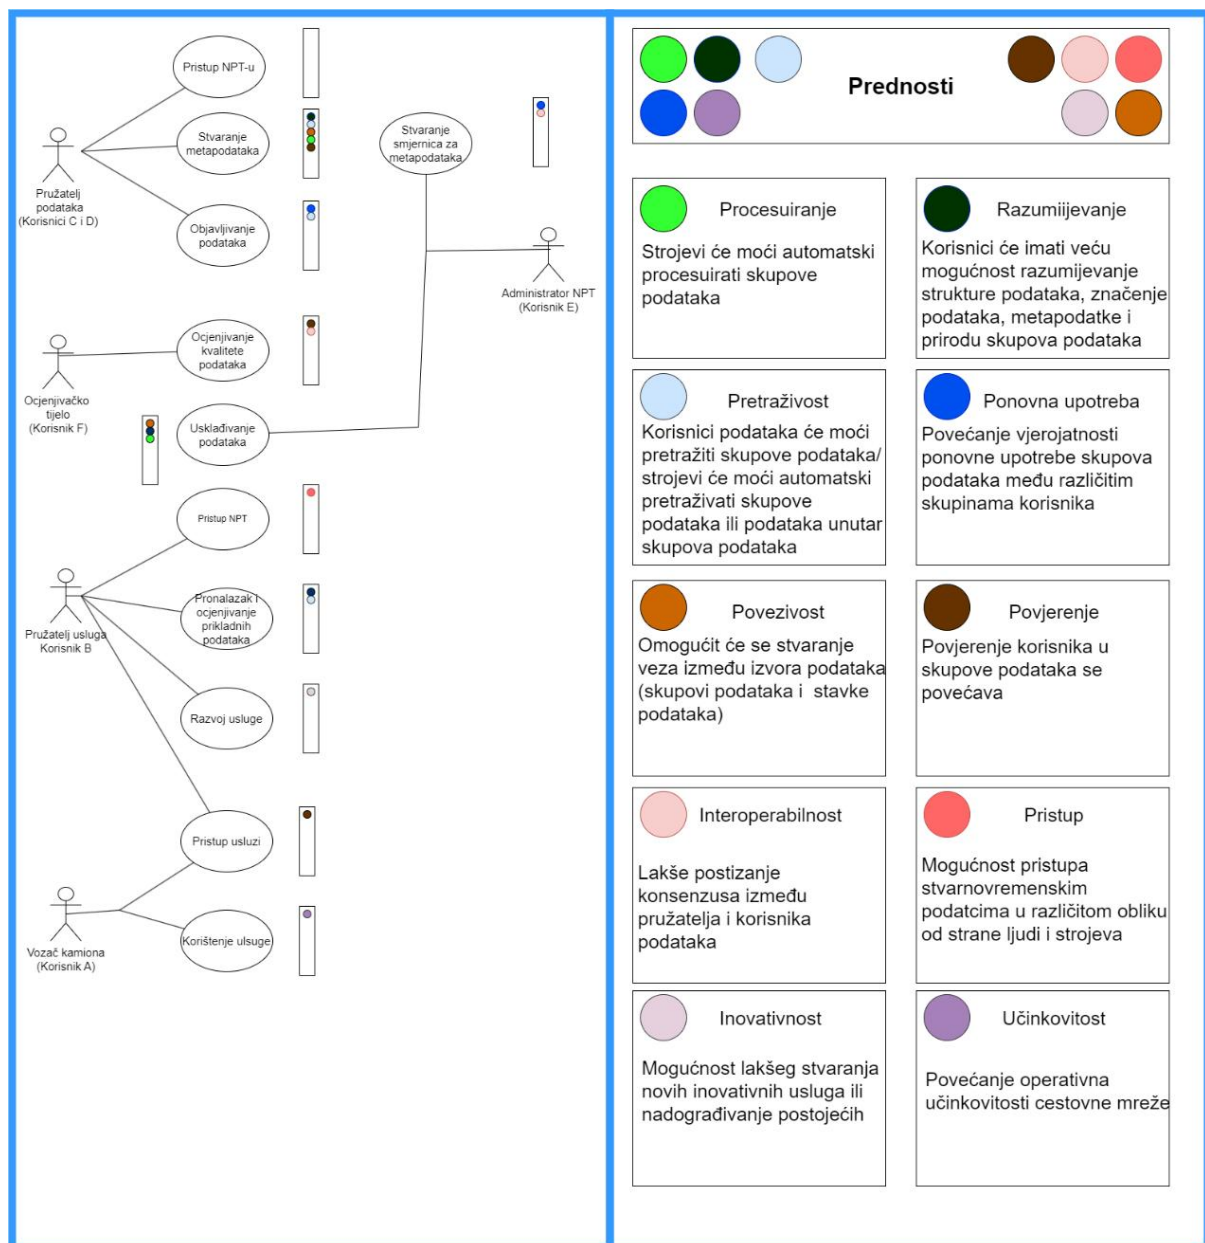 Pristup NPT-u
Stvaranje
metapodataka
Pružatelj
podataka
(Korisnici C i D)
Objavljivanje
podataka
Stvaranje
smjernica za
metapodataka
Administrator NPT
(Korisnik E)
Ocjenjivanje
kvalitete
podataka
Ocjenjivačko
tijelo
(Korisnik F)
Usklađivanje
podataka
Pristup NPT
Pronalazak I
ocjenjivanje
prikladnih
podataka
Pružatelj usluga
Korisnik B
Razvoj usluge
Pristup usluzi
Vozač kamiona
(Korisnik A)
Korištenje ulsuge
Prednosti
Procesuiranje
Strojevi će moći automatski
procesuirati skupove
podataka
Razumiijevanje
Korisnici će imati veću
mogućnost razumijevanje
strukture podataka, značenje
podataka, metapodatke i
prirodu skupova podataka
Pretraživost
Korisnici podataka će moći
pretražiti skupove podataka/
strojevi će moći automatski
pretraživati skupove
podataka ili podataka unutar
skupova podataka
Ponovna upotreba
Povećanje vjerojatnosti
ponovne upotrebe skupova
podataka među različitim
skupinama korisnika
Povezivost
Omogućit će se stvaranje
veza između izvora podataka
(skupovi podataka i stavke
podataka)
Povjerenje
Povjerenje korisnika u
skupove podataka se
povećava
Interoperabilnost
Lakše postizanje
konsenzusa između
pružatelja i korisnika
podataka
Pristup
Mogućnost pristupa
stvarnovremenskim
podatcima u različitom obliku
od strane ljudi i strojeva
Inovativnost
Mogućnost lakšeg stvaranja
novih inovativnih usluga ili
nadograđivanje postojećih
Učinkovitost
Povećanje operativna
učinkovitosti cestovne mreže